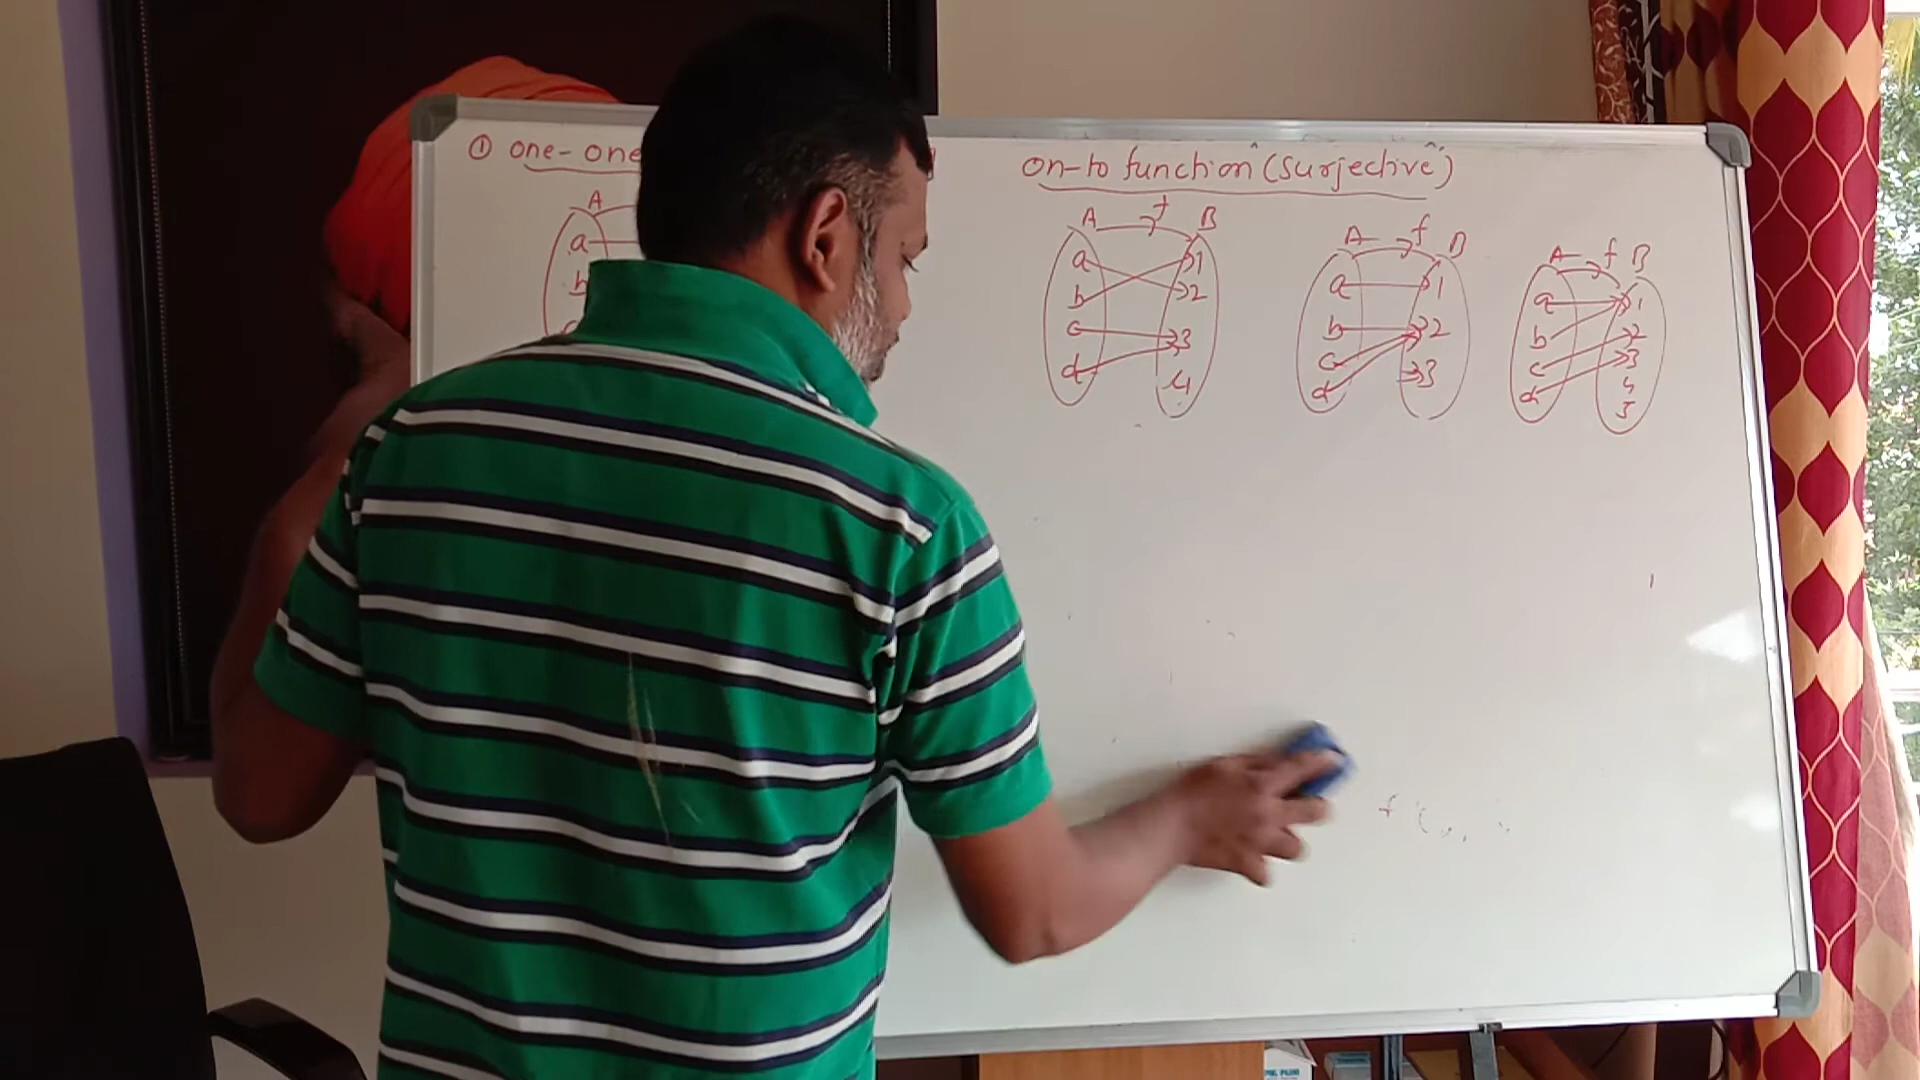 ① one-one
A
a
b
on-to function (surjective)
A f B
a 1
b 2
c 3
d 4
A f B
a 1
b 2
c 3
d
A f B
a 1
b 2
c 3
d 4
5
f (